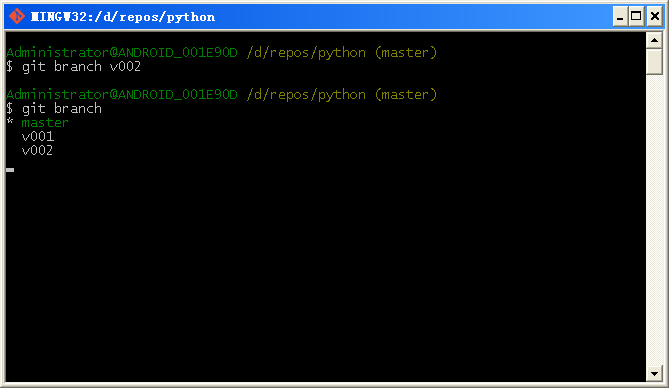 MINGW32:/d/repos/python
Administrator@ANDROID_001E90D /d/repos/python (master)
$ git branch v002
Administrator@ANDROID_001E90D /d/repos/python (master)
$ git branch
* master
v001
v002